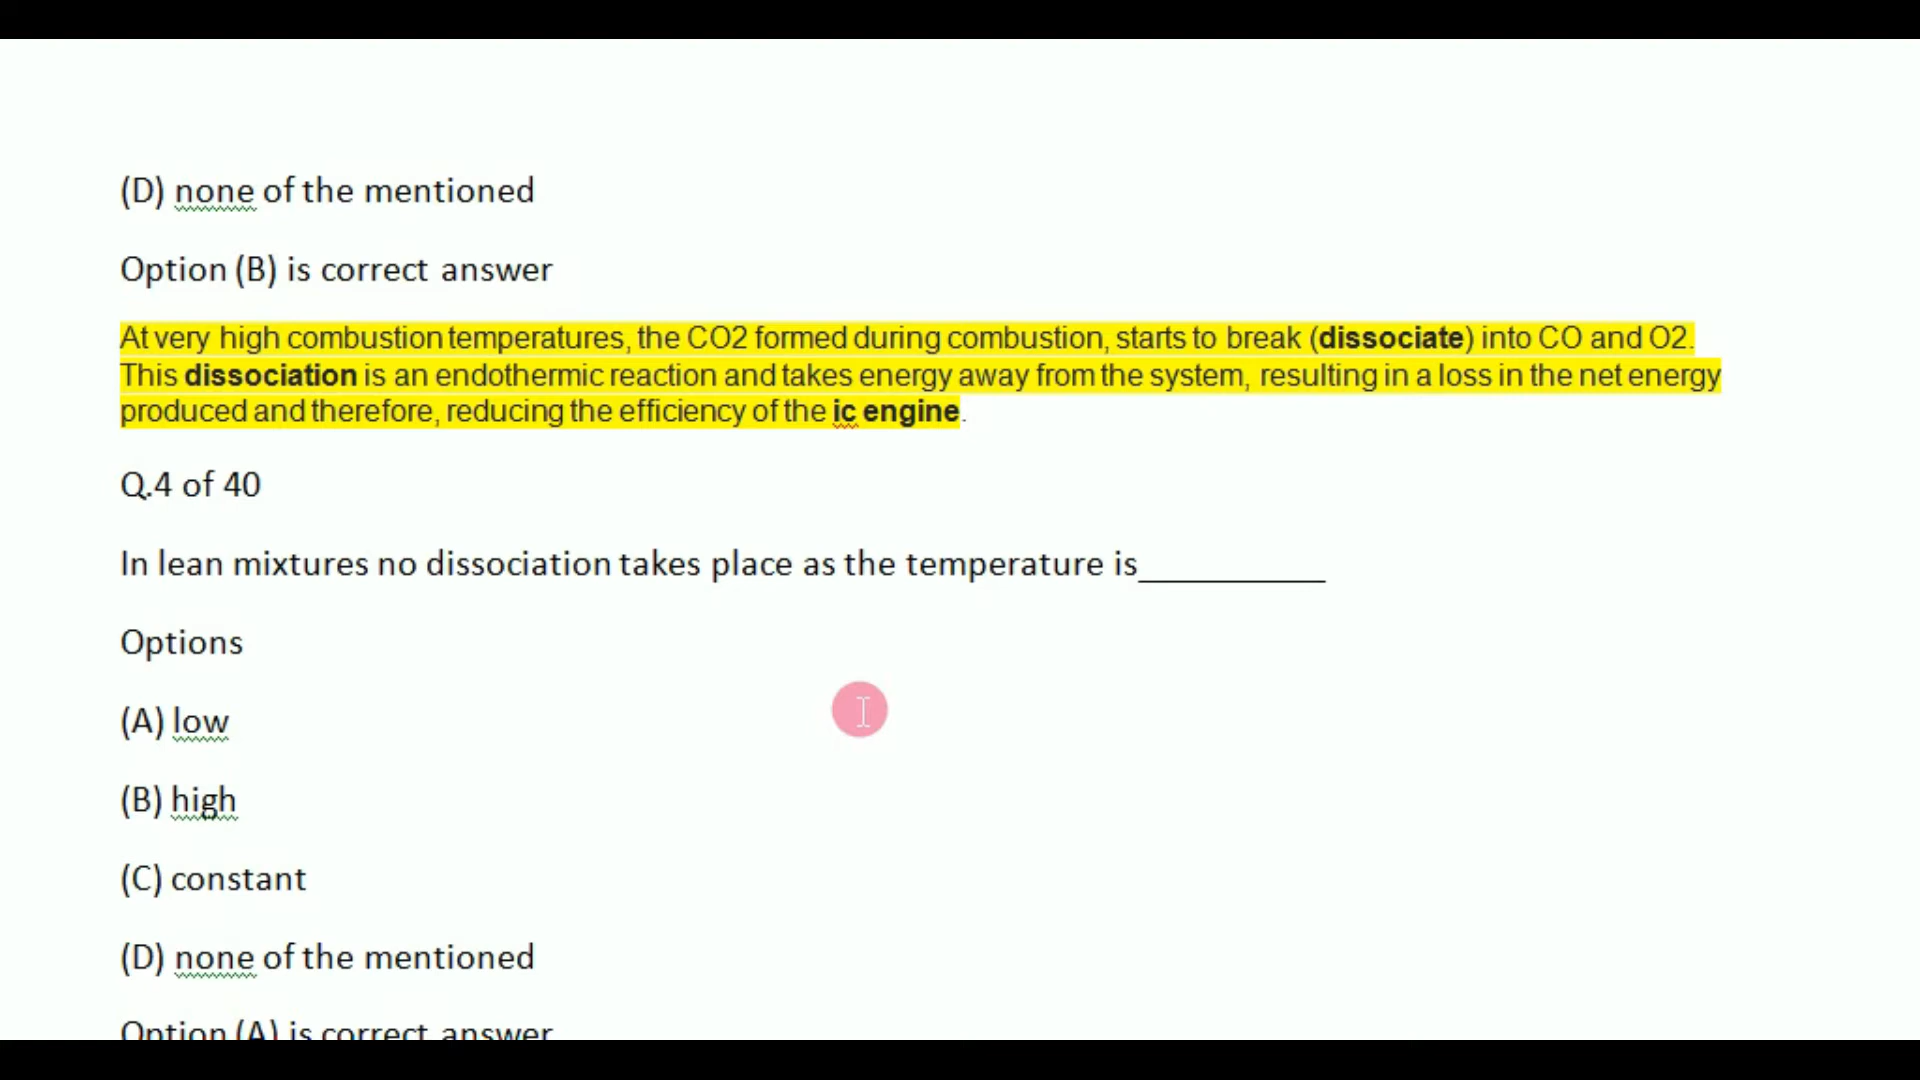 (D) none of the mentioned
Option (B) is correct answer
At very high combustion temperatures, the CO2 formed during combustion, starts to break (dissociate) into CO and O2.
This dissociation is an endothermic reaction and takes energy away from the system, resulting in a loss in the net energy
produced and therefore, reducing the efficiency of the ic engine.
Q.4 of 40
In lean mixtures no dissociation takes place as the temperature is__________
Options
(A) low
(B) high
(C) constant
(D) none of the mentioned
Option (A) is correct answer